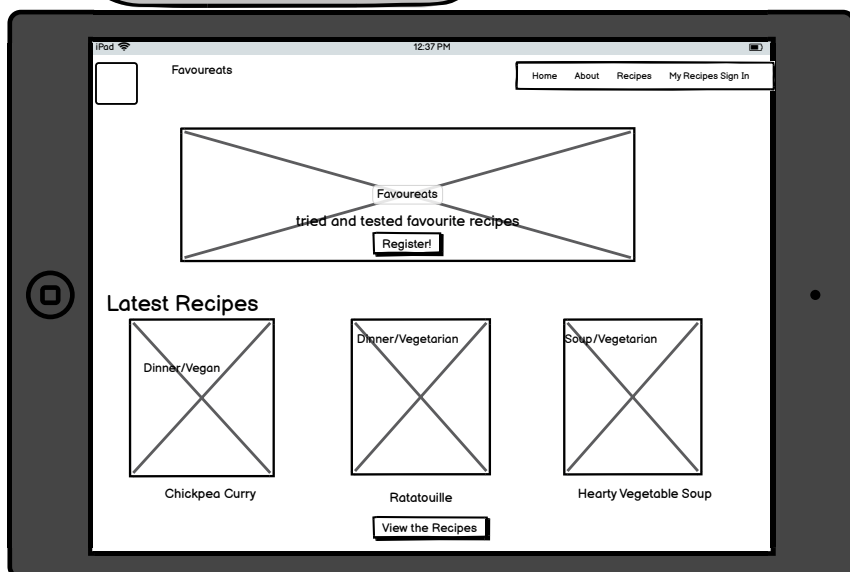 iPad 12:37 PM
Favoureats
Home About Recipes My Recipes Sign In
Favoureats
tried and tested favourite recipes
Register!
Latest Recipes
Dinner/Vegan
Dinner/Vegetarian
Soup/Vegetarian
Chickpea Curry
Ratatouille
Hearty Vegetable Soup
View the Recipes